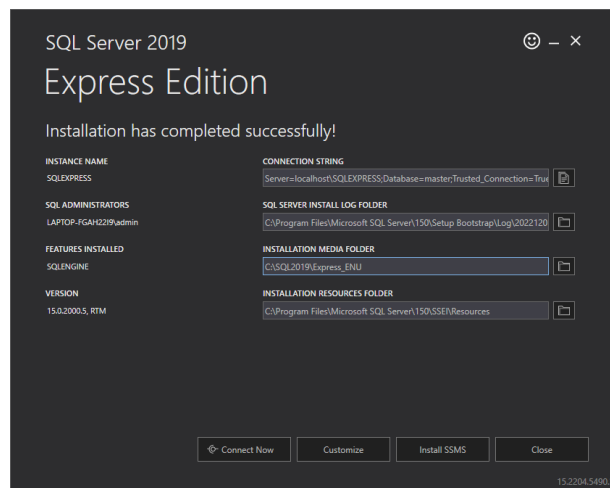 SQL Server 2019
Express Edition
Installation has completed successfully!
INSTANCE NAME
SQLEXPRESS
CONNECTION STRING
Server=localhost\SQLEXPRESS;Database=master;Trusted_Connection=True
SQL ADMINISTRATORS
LAPTOP-FGAH22I9\admin
SQL SERVER INSTALL LOG FOLDER
C:\Program Files\Microsoft SQL Server\150\Setup Bootstrap\Log\2022120
FEATURES INSTALLED
SQLENGINE
INSTALLATION MEDIA FOLDER
C:\SQL2019\Express_ENU
VERSION
15.0.2000.5, RTM
INSTALLATION RESOURCES FOLDER
C:\Program Files\Microsoft SQL Server\150\SSEI\Resources
Connect Now
Customize
Install SSMS
Close
15.2204.5490.